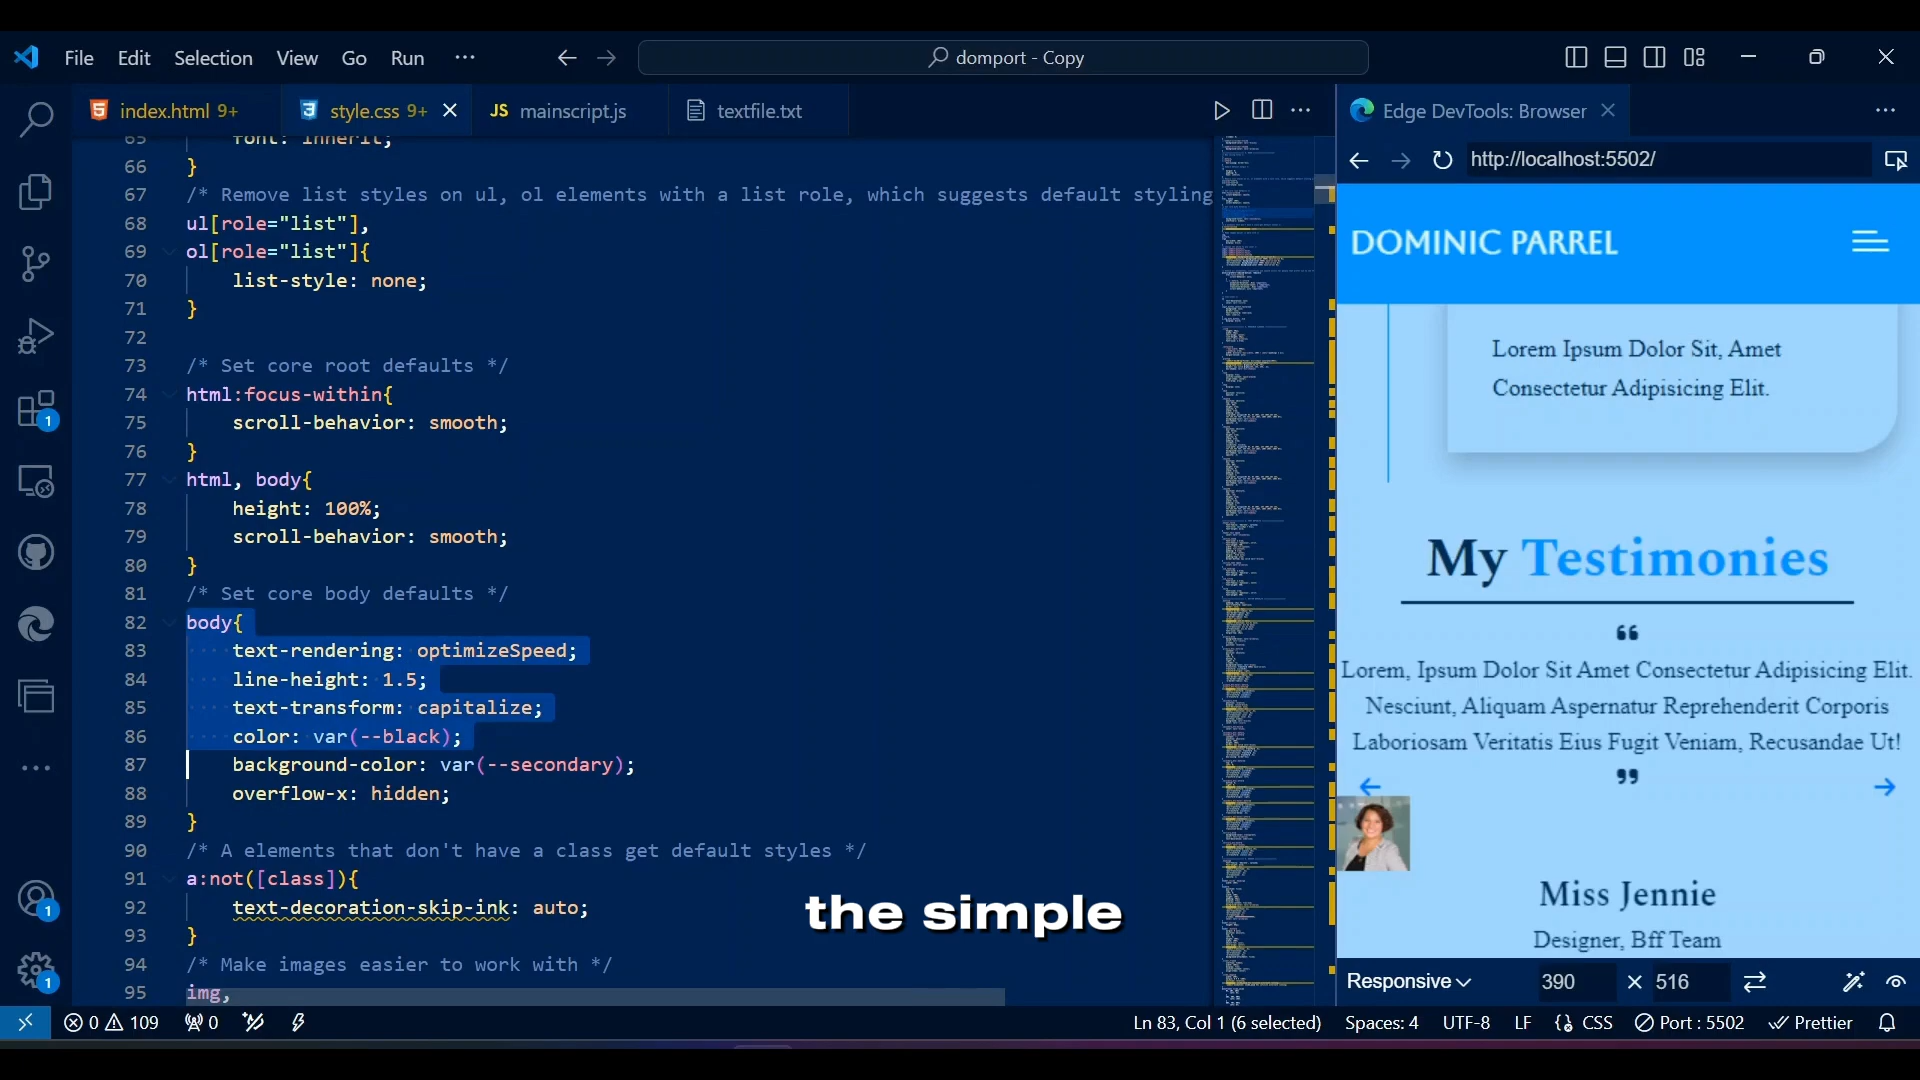 File Edit Selection View Go Run ··· domport - Copy
index.html 9+ style.css 9+ JS mainscript.js textfile.txt Edge DevTools: Browser
http://localhost:5502/
65 font: inherit;
66 }
67 /* Remove list styles on ul, ol elements with a list role, which suggests default styling
68 ul[role="list"],
69 ol[role="list"]{
70 list-style: none;
71 }
72
73 /* Set core root defaults */
74 html:focus-within{
75 scroll-behavior: smooth;
76 }
77 html, body{
78 height: 100%;
79 scroll-behavior: smooth;
80 }
81 /* Set core body defaults */
82 body{
83 text-rendering: optimizeSpeed;
84 line-height: 1.5;
85 text-transform: capitalize;
86 color: var(--black);
87 background-color: var(--secondary);
88 overflow-x: hidden;
89 }
90 /* A elements that don't have a class get default styles */
91 a:not([class]){
92 text-decoration-skip-ink: auto;
93 }
94 /* Make images easier to work with */
95 img,
the simple
DOMINIC PARREL
Lorem Ipsum Dolor Sit, Amet
Consectetur Adipisicing Elit.
My Testimonies
❝
Lorem, Ipsum Dolor Sit Amet Consectetur Adipisicing Elit.
Nesciunt, Aliquam Aspernatur Reprehenderit Corporis
Laboriosam Veritatis Eius Fugit Veniam, Recusandae Ut!
❞
Miss Jennie
Designer, Bff Team
Responsive 390 × 516
1
1
1
0 109 0 Ln 83, Col 1 (6 selected) Spaces: 4 UTF-8 LF CSS Port : 5502 Prettier